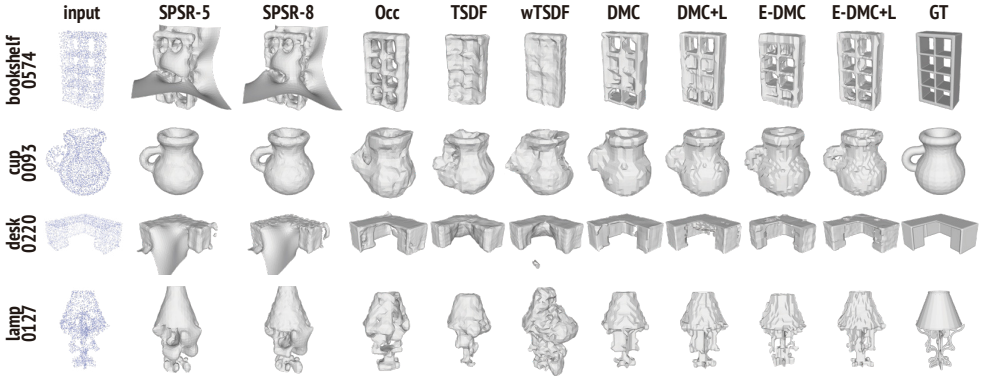 input SPSR-5 SPSR-8 Occ TSDF wTSDF DMC DMC+L E-DMC E-DMC+L GT
bookshelf
0574
cup
0093
desk
0220
lamp
0127